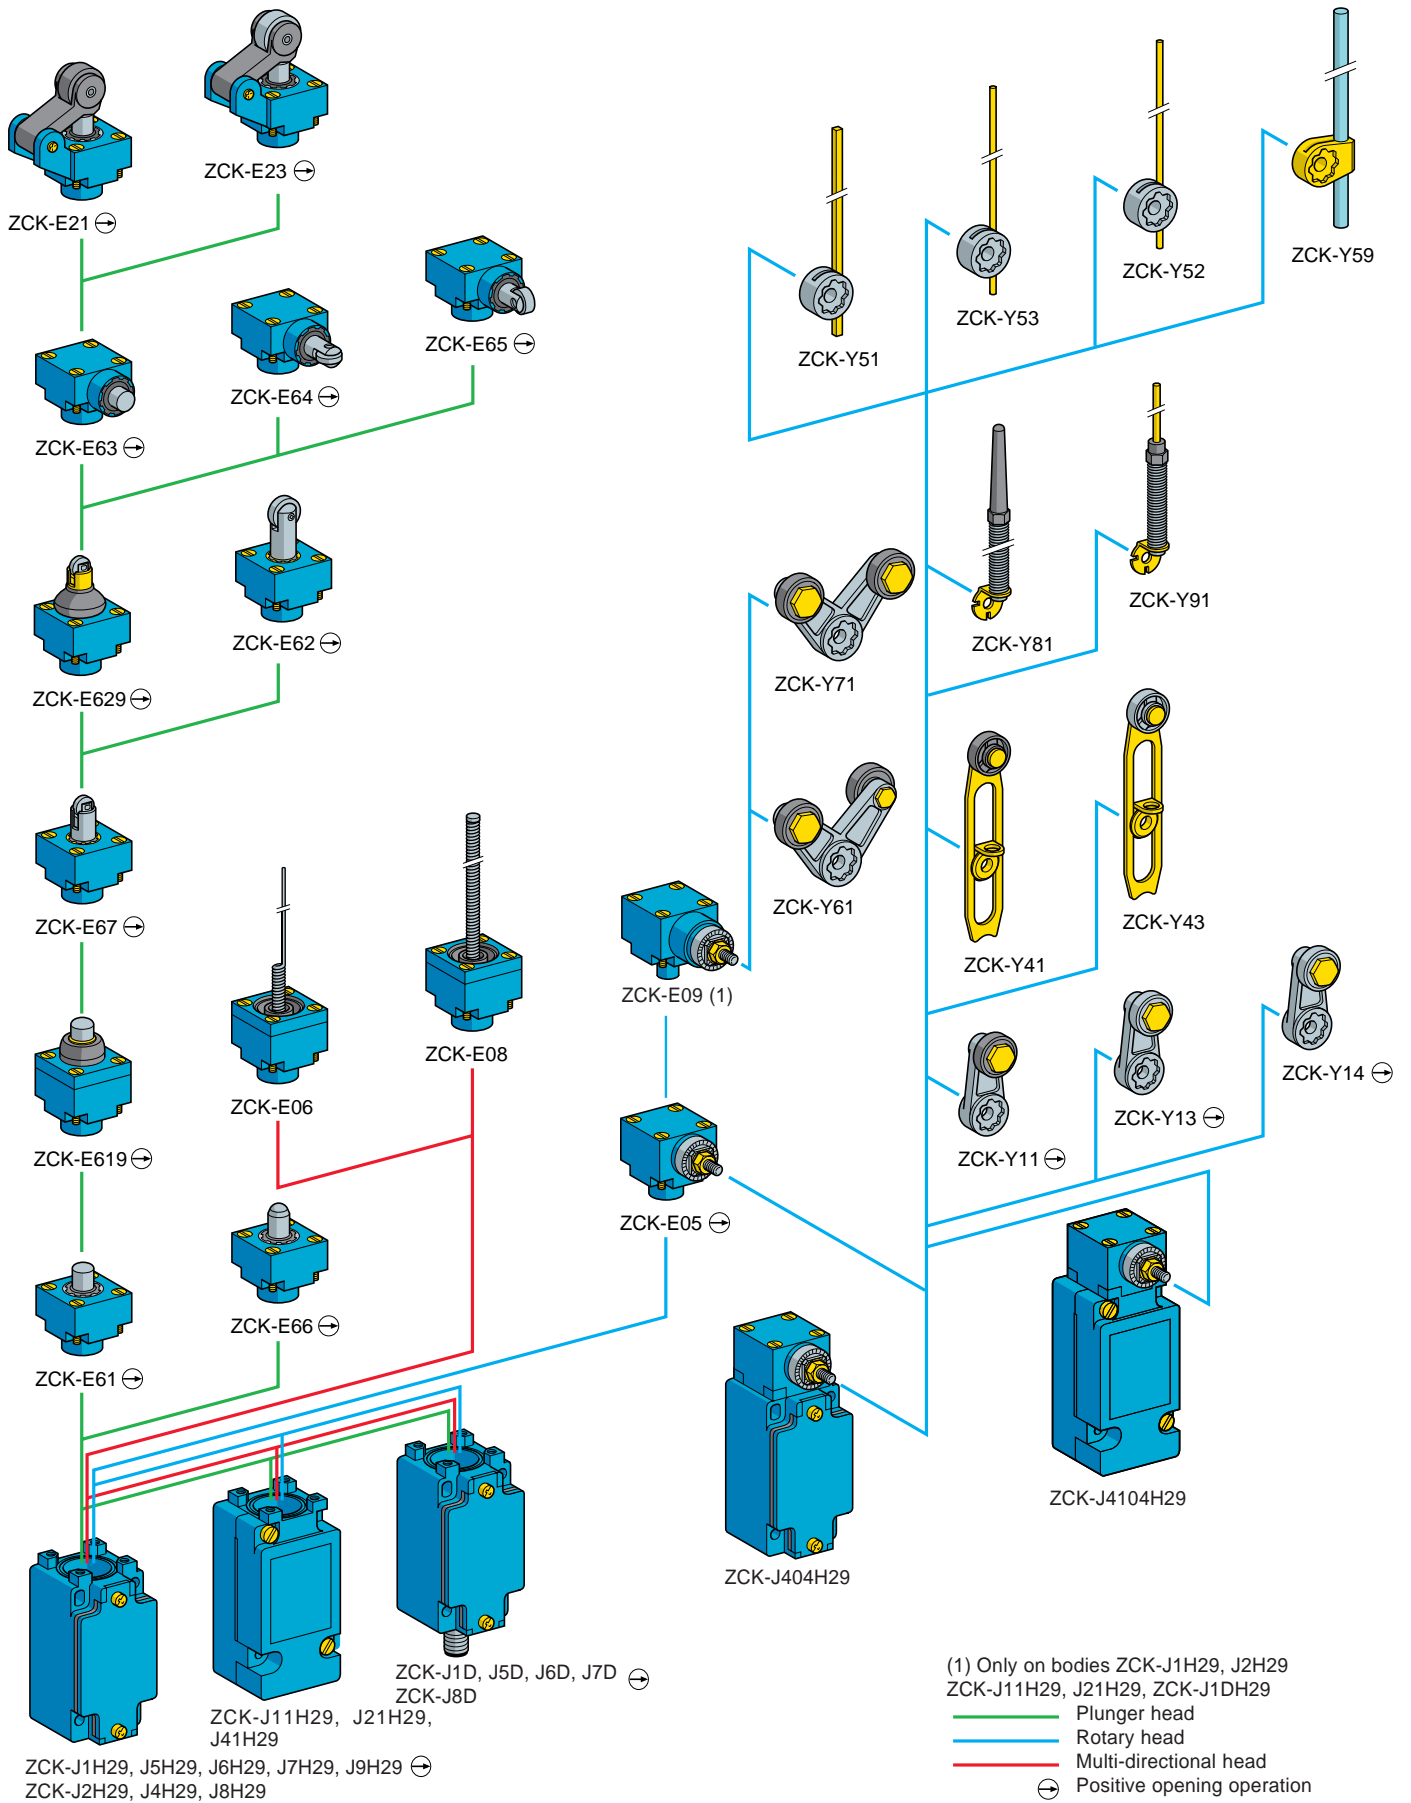 ZCK-E23
ZCK-E21
ZCK-Y59
ZCK-Y52
ZCK-Y53
ZCK-Y51
ZCK-E65
ZCK-E64
ZCK-E63
ZCK-Y91
ZCK-Y81
ZCK-E62
ZCK-E629
ZCK-Y71
ZCK-Y61
ZCK-Y43
ZCK-Y41
ZCK-E67
ZCK-E09 (1)
ZCK-E08
ZCK-E06
ZCK-Y14
ZCK-Y13
ZCK-Y11
ZCK-E619
ZCK-E05
ZCK-E66
ZCK-E61
ZCK-J4104H29
ZCK-J404H29
ZCK-J1D, J5D, J6D, J7D
ZCK-J8D
ZCK-J11H29, J21H29,
J41H29
ZCK-J1H29, J5H29, J6H29, J7H29, J9H29
ZCK-J2H29, J4H29, J8H29
(1) Only on bodies ZCK-J1H29, J2H29
ZCK-J11H29, J21H29, ZCK-J1DH29
Plunger head
Rotary head
Multi-directional head
Positive opening operation